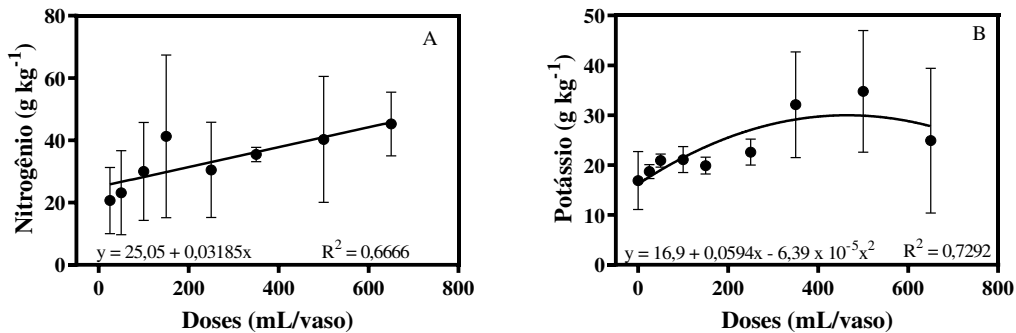 A
80
60
40
20
0
Nitrogênio (g kg⁻¹)
y = 25,05 + 0,03185x
R² = 0,6666
0 200 400 600 800
Doses (mL/vaso)
B
50
40
30
20
10
0
Potássio (g kg⁻¹)
y = 16,9 + 0,0594x - 6,39 x 10⁻⁵x²
R² = 0,7292
0 200 400 600 800
Doses (mL/vaso)